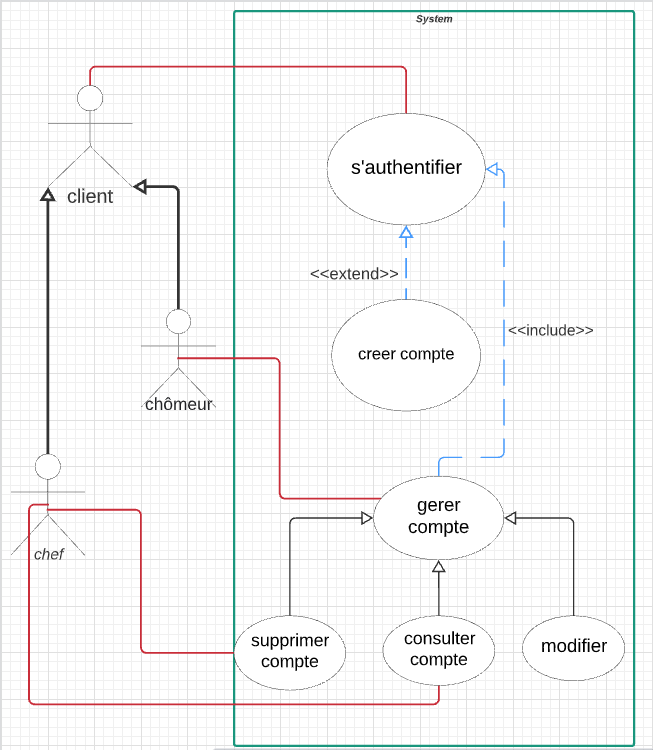 System
s'authentifier
client
<<extend>>
<<include>>
creer compte
chômeur
gerer
compte
chef
supprimer
compte
consulter
compte
modifier